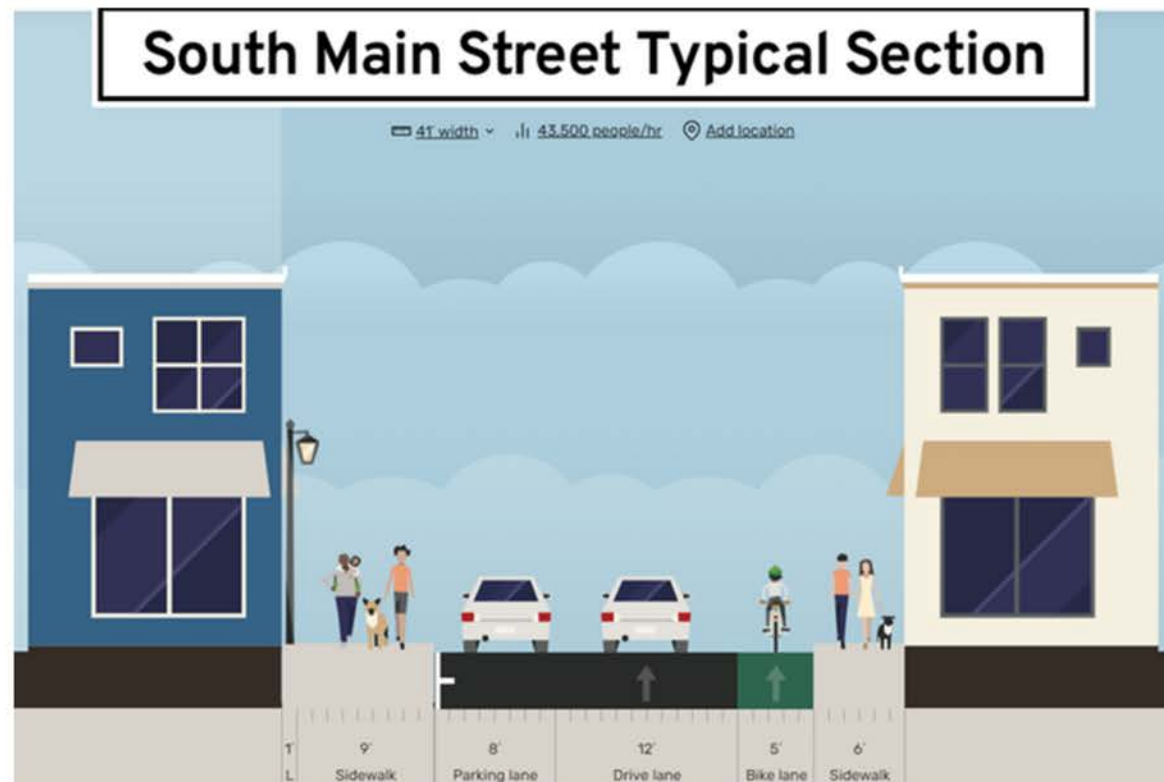 South Main Street Typical Section
41' width 43,500 people/hr Add location
1' 9' 8' 12' 5' 6'
L Sidewalk Parking lane Drive lane Bike lane Sidewalk